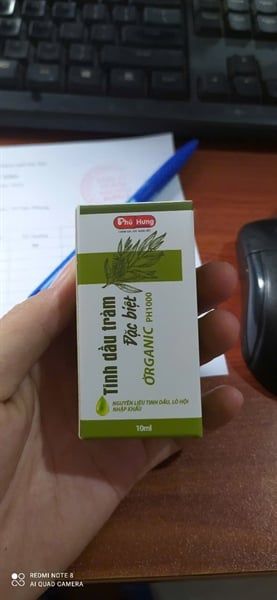 Phú Hưng
Tinh dầu tràm
Đặc biệt
ORGANIC PH1000
NGUYÊN LIỆU TINH DẦU, LÔ HỘI
NHẬP KHẨU
10ml
REDMI NOTE 8
AI QUAD CAMERA